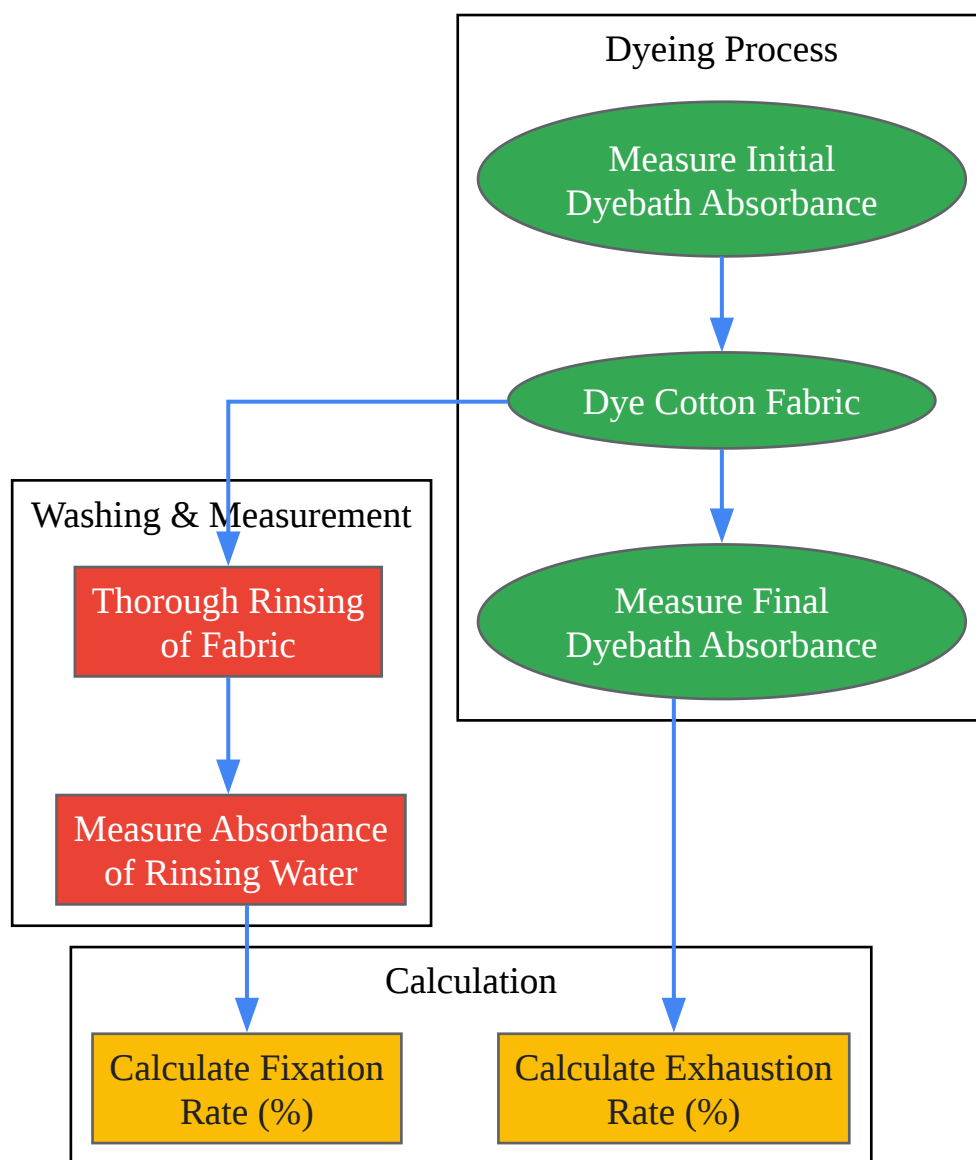 Dyeing Process
Measure Initial
Dyebath Absorbance
Dye Cotton Fabric
Measure Final
Dyebath Absorbance
Washing & Measurement
Thorough Rinsing
of Fabric
Measure Absorbance
of Rinsing Water
Calculation
Calculate Fixation
Rate (%)
Calculate Exhaustion
Rate (%)